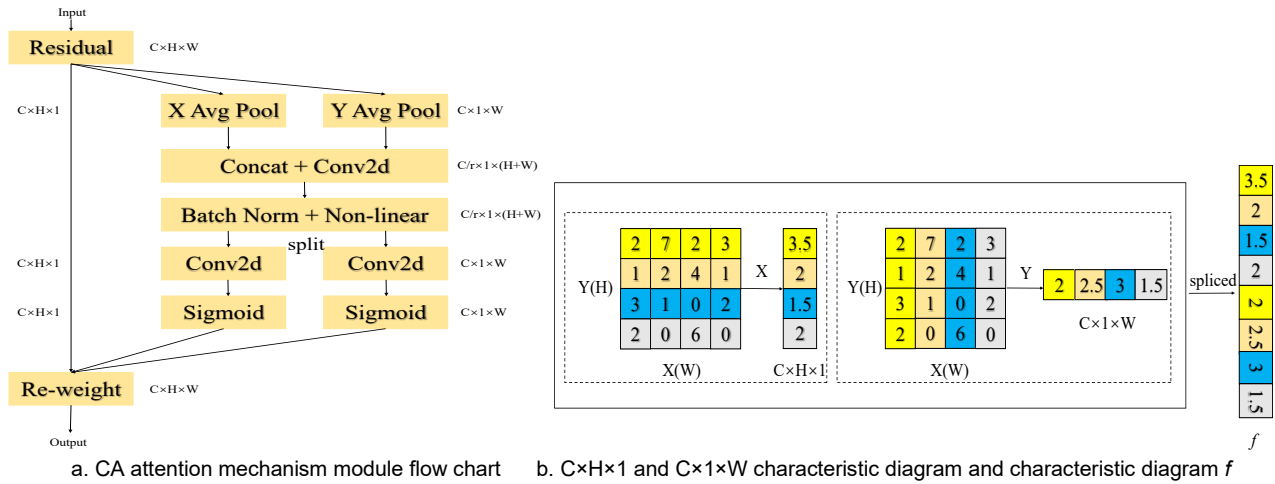 Input
Residual
C×H×W
C×H×1
X Avg Pool
Y Avg Pool
C×1×W
Concat + Conv2d
C/r×1×(H+W)
Batch Norm + Non-linear
C/r×1×(H+W)
split
C×H×1
Conv2d
Conv2d
C×1×W
C×H×1
Sigmoid
Sigmoid
C×1×W
Re-weight
C×H×W
Output
a. CA attention mechanism module flow chart
Y(H)
2 7 2 3
1 2 4 1
3 1 0 2
2 0 6 0
X(W)
X
3.5
2
1.5
2
C×H×1
Y(H)
2 7 2 3
1 2 4 1
3 1 0 2
2 0 6 0
X(W)
Y
2 2.5 3 1.5
C×1×W
spliced
3.5
2
1.5
2
2
2.5
3
1.5
f
b. C×H×1 and C×1×W characteristic diagram and characteristic diagram f